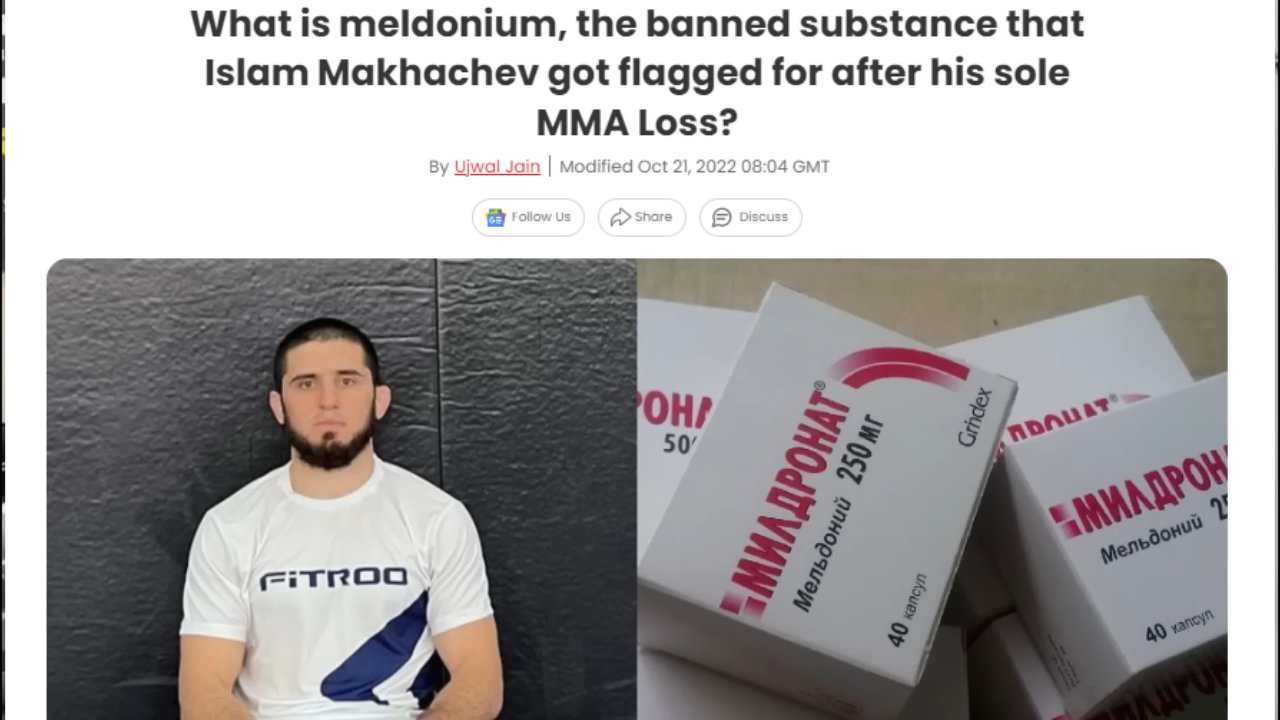 What is meldonium, the banned substance that
Islam Makhachev got flagged for after his sole
MMA Loss?
By Ujwal Jain | Modified Oct 21, 2022 08:04 GMT
Follow Us
Share
Discuss
FiTROO
РОНА
50
МИЛДРОНАТ®
Мельдоний 250 мг
40 капсул
Grindex
ДРОНАТ
МИЛДРОН
Мельдоний 2
40 капсул